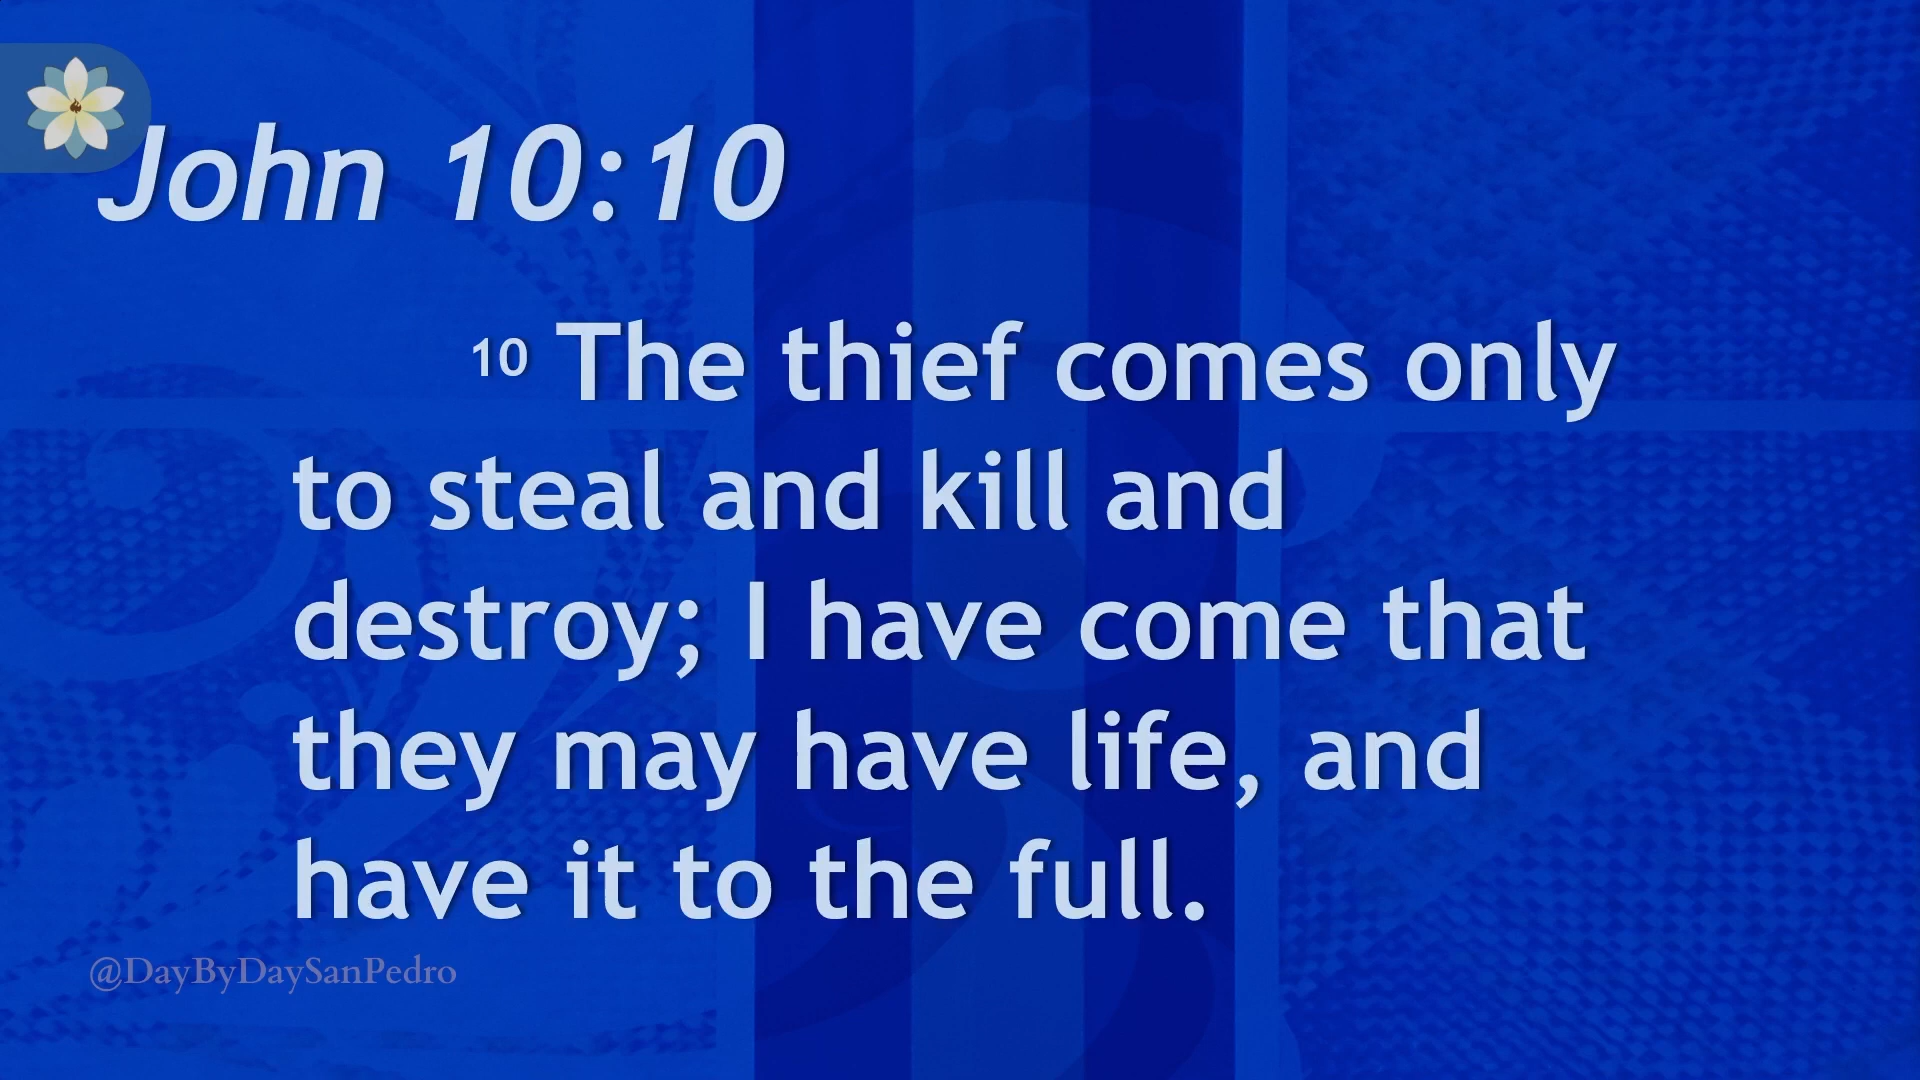 John 10:10
10 The thief comes only
to steal and kill and
destroy; I have come that
they may have life, and
have it to the full.
@DayByDaySanPedro